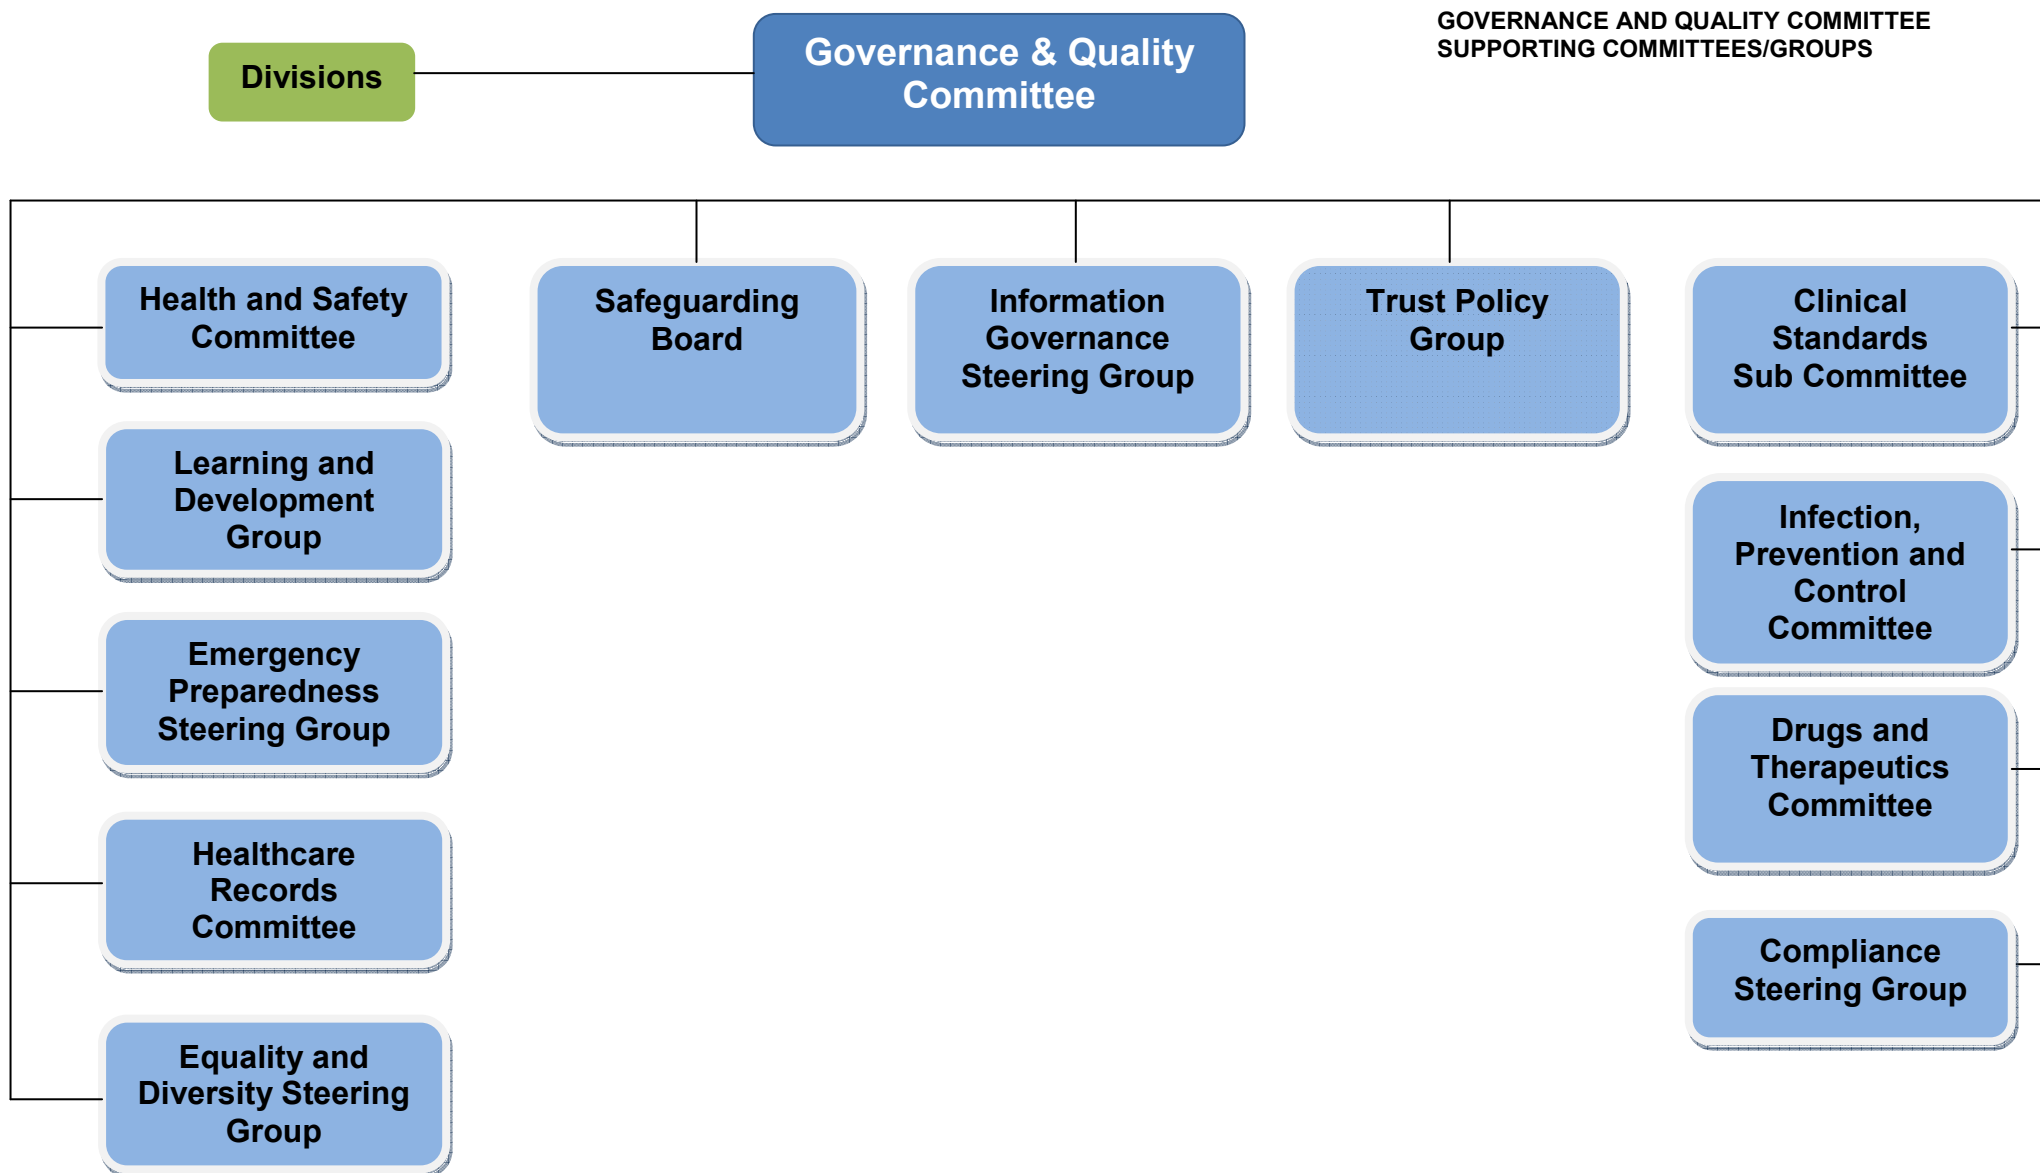 GOVERNANCE AND QUALITY COMMITTEE
SUPPORTING COMMITTEES/GROUPS
Divisions
Governance & Quality
Committee
Health and Safety
Committee
Safeguarding
Board
Information
Governance
Steering Group
Trust Policy
Group
Clinical
Standards
Sub Committee
Learning and
Development
Group
Infection,
Prevention and
Control
Committee
Emergency
Preparedness
Steering Group
Drugs and
Therapeutics
Committee
Healthcare
Records
Committee
Compliance
Steering Group
Equality and
Diversity Steering
Group